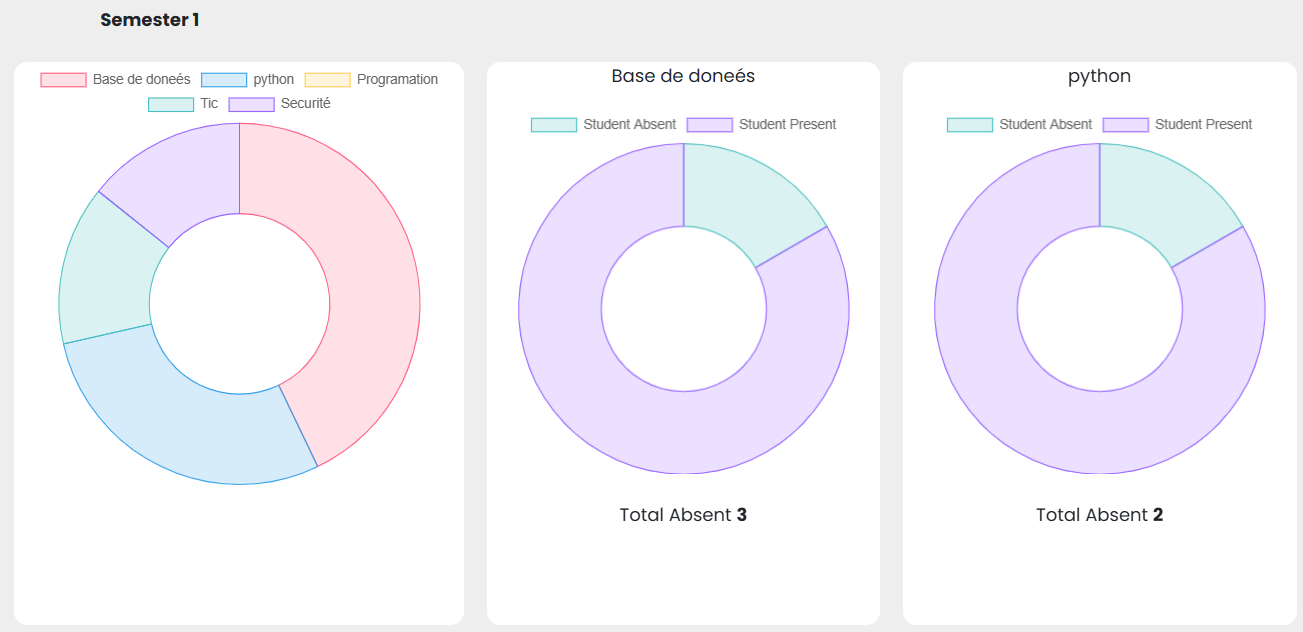 Semester 1
Base de doneés python Programation
Tic Securité
Base de doneés
Student Absent Student Present
Total Absent 3
python
Student Absent Student Present
Total Absent 2